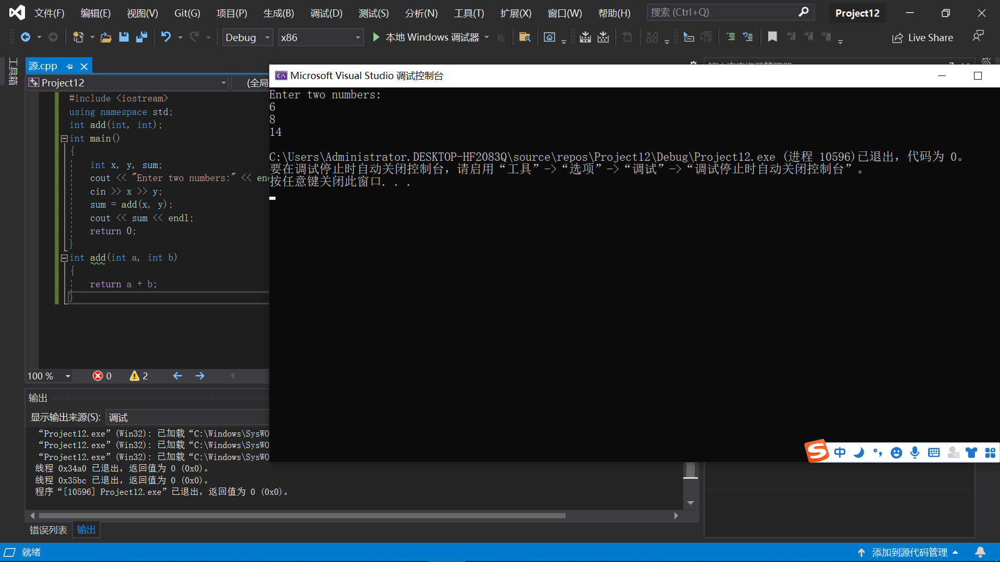 文件(F) 编辑(E) 视图(V) Git(G) 项目(P) 生成(B) 调试(D) 测试(S) 分析(N) 工具(T) 扩展(X) 窗口(W) 帮助(H) 搜索 (Ctrl+Q) Project12
Debug x86 本地 Windows 调试器 Live Share
工具箱
源.cpp
Project12 (全局
Microsoft Visual Studio 调试控制台
#include <iostream>
using namespace std;
int add(int, int);
int main()
{
int x, y, sum;
cout << "Enter two numbers:" << end
cin >> x >> y;
sum = add(x, y);
cout << sum << endl;
return 0;
}
int add(int a, int b)
{
return a + b;
}
Enter two numbers:
6
8
14
C:\Users\Administrator.DESKTOP-HF2083Q\source\repos\Project12\Debug\Project12.exe (进程 10596)已退出，代码为 0。
要在调试停止时自动关闭控制台，请启用“工具”->“选项”->“调试”->“调试停止时自动关闭控制台”。
按任意键关闭此窗口. . .
100 % 0 2
输出
显示输出来源(S): 调试
“Project12.exe”(Win32): 已加载“C:\Windows\SysWO
“Project12.exe”(Win32): 已加载“C:\Windows\SysWO
“Project12.exe”(Win32): 已加载“C:\Windows\SysWO
线程 0x34a0 已退出，返回值为 0 (0x0)。
线程 0x35bc 已退出，返回值为 0 (0x0)。
程序“[10596] Project12.exe”已退出，返回值为 0 (0x0)。
S 中
错误列表 输出
就绪 添加到源代码管理